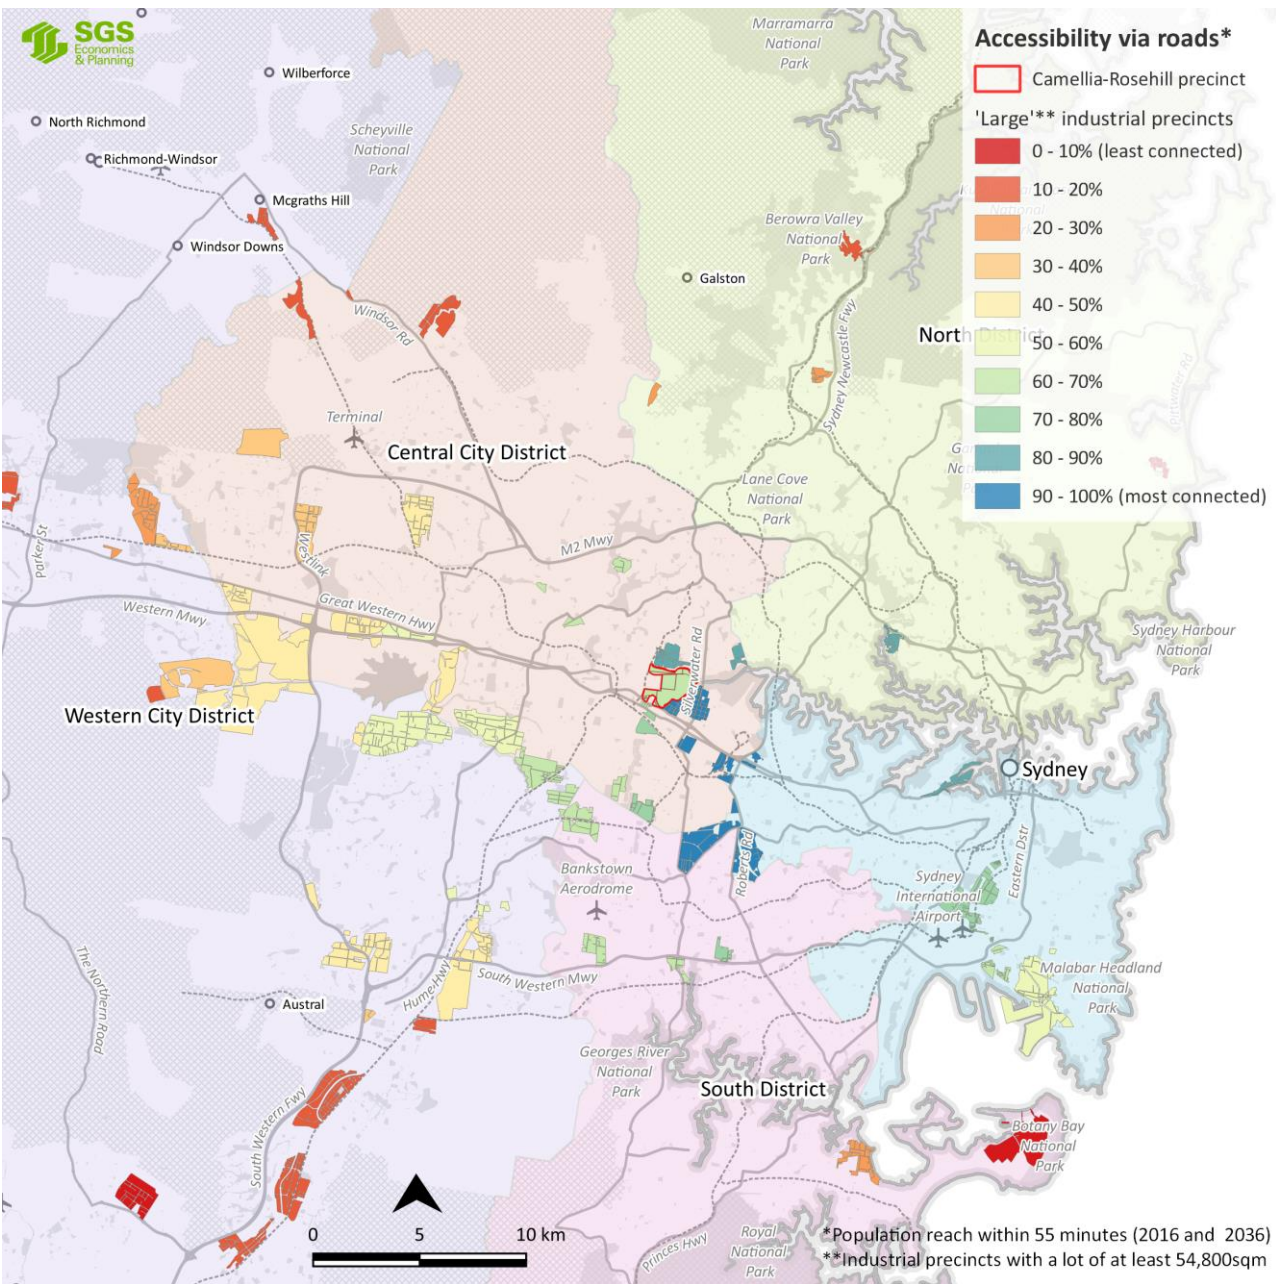 SGS
Economics
& Planning
Accessibility via roads*
Camellia-Rosehill precinct
'Large'** industrial precincts
0 - 10% (least connected)
10 - 20%
20 - 30%
30 - 40%
40 - 50%
50 - 60%
60 - 70%
70 - 80%
80 - 90%
90 - 100% (most connected)
Marramarra
National
Park
Wilberforce
North Richmond
Scheyville
National
Park
Richmond-Windsor
Mcgraths Hill
Windsor Downs
Berowra Valley
National
Park
National
Galston
Windsor Rd
Sydney Newcastle Fwy
North District
Terminal
Central City District
Lane Cove
National
Park
Parker St
Westlink
M2 Mwy
Western Mwy
Great Western Hwy
Silverwater Rd
Sydney Harbour
National
Park
Western City District
Sydney
Roberts Rd
Bankstown
Aerodrome
Sydney
International
Airport
Eastern Dstr
The Northern Road
Hume Hwy
South Western Mwy
Malabar Headland
National
Park
Austral
Georges River
National
Park
South District
South Western Fwy
Botany Bay
National
Park
0 5 10 km
Princes Hwy
Royal
National
Park
*Population reach within 55 minutes (2016 and 2036)
**Industrial precincts with a lot of at least 54,800sqm